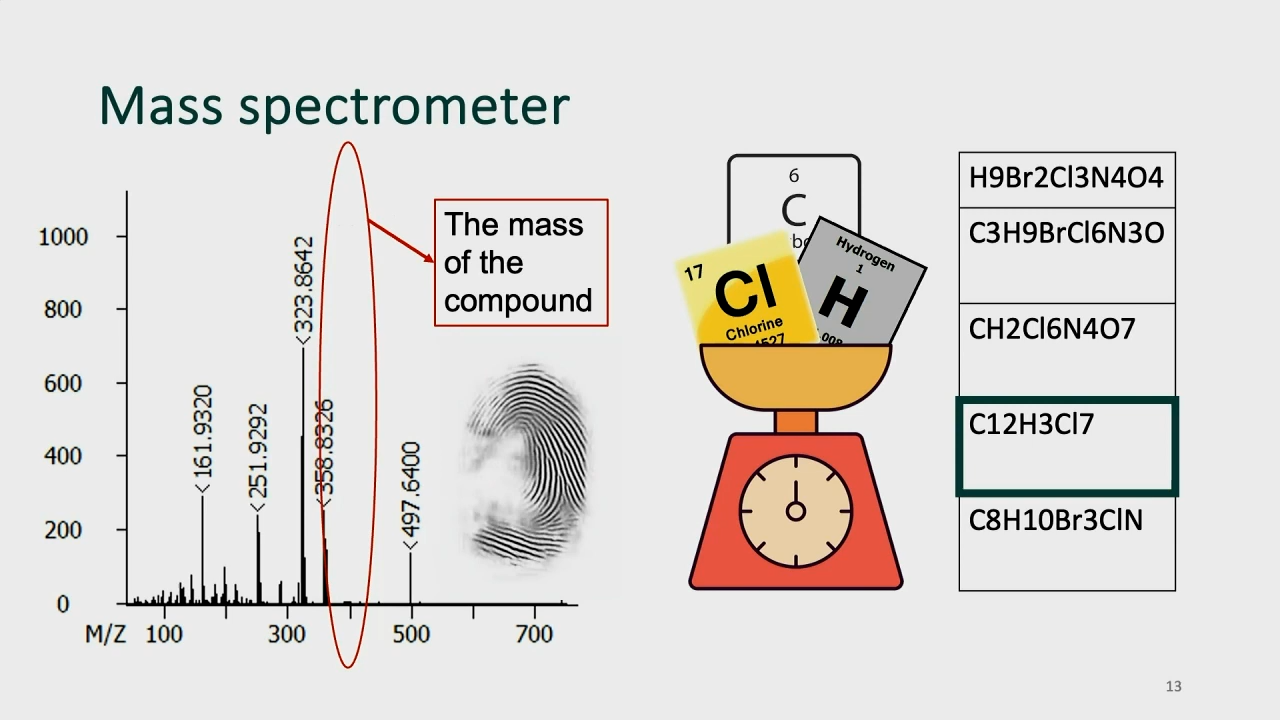 Mass spectrometer
1000
800
600
400
200
0
M/Z 100 300 500 700
161.9320
251.9292
323.8642
358.8326
497.6400
The mass
of the
compound
6
C
17
Cl
Chlorine
Hydrogen
1
H
H9Br2Cl3N4O4
C3H9BrCl6N3O
CH2Cl6N4O7
C12H3Cl7
C8H10Br3ClN
13